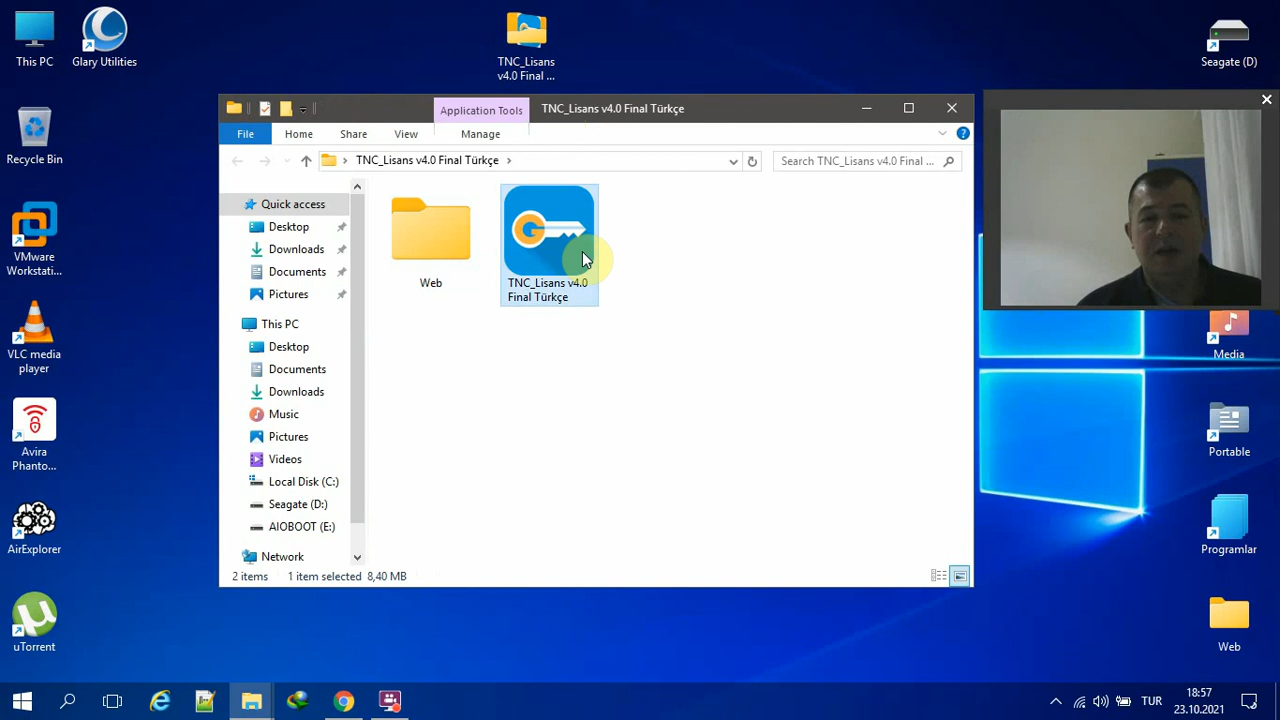 This PC
Glary Utilities
TNC_Lisans
v4.0 Final ...
Seagate (D)
Application Tools
TNC_Lisans v4.0 Final Türkçe
File
Home
Share
View
Manage
TNC_Lisans v4.0 Final Türkçe
Search TNC_Lisans v4.0 Final ...
Recycle Bin
Quick access
Desktop
Downloads
Documents
Pictures
This PC
Desktop
Documents
Downloads
Music
Pictures
Videos
Local Disk (C:)
Seagate (D:)
AIOBOOT (E:)
Network
Web
TNC_Lisans v4.0
Final Türkçe
2 items
1 item selected 8,40 MB
VMware
Workstati...
VLC media
player
Avira
Phanto...
AirExplorer
uTorrent
Media
Portable
Programlar
Web
TUR
18:57
23.10.2021